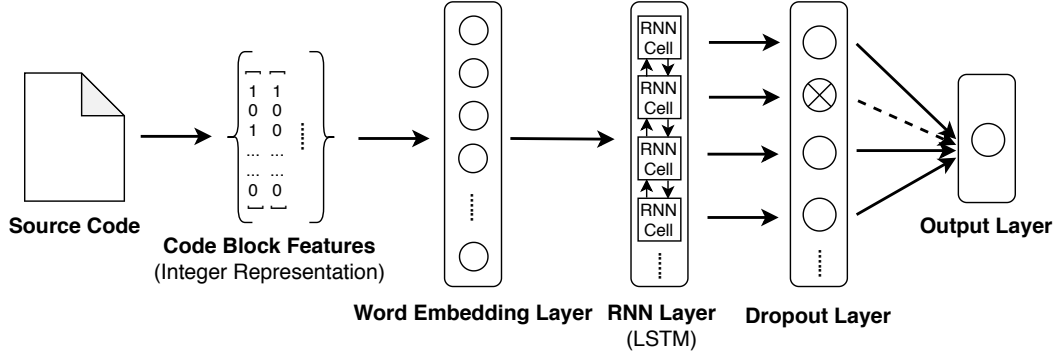 Source Code
1 1
0 0
1 0
... ...
... ...
0 0
Code Block Features
(Integer Representation)
Word Embedding Layer
RNN
Cell
RNN
Cell
RNN
Cell
RNN
Cell
RNN Layer
(LSTM)
Dropout Layer
Output Layer